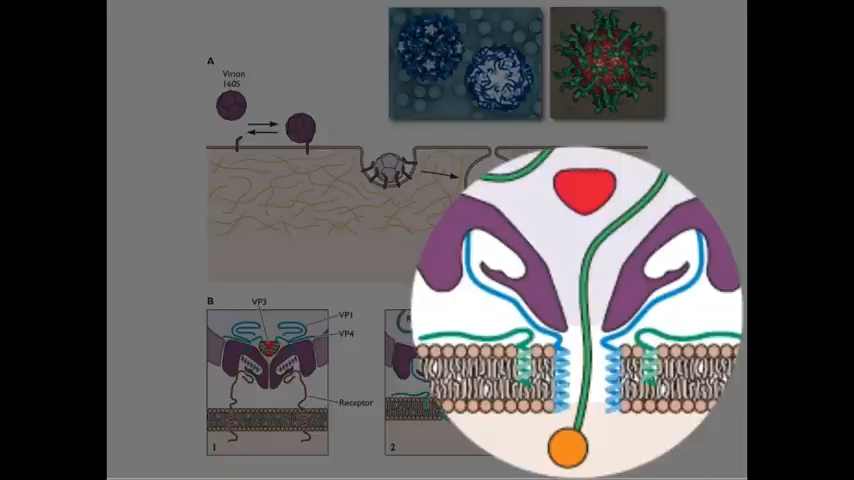 A
Virion
160S
B
VP3
VP1
VP4
Receptor
1
2